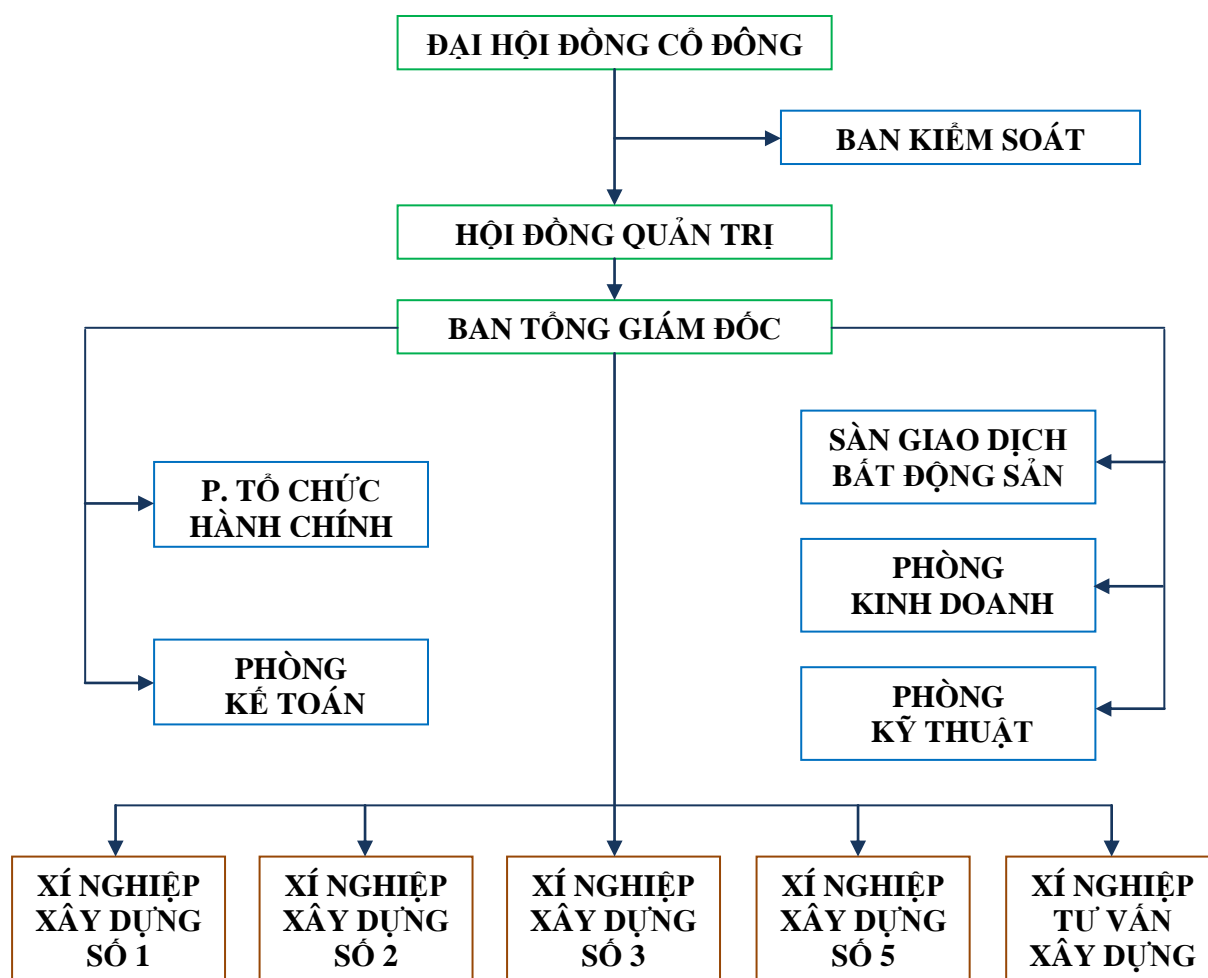 ĐẠI HỘI ĐỒNG CỔ ĐÔNG
BAN KIỂM SOÁT
HỘI ĐỒNG QUẢN TRỊ
BAN TỔNG GIÁM ĐỐC
SÀN GIAO DỊCH
BẤT ĐỘNG SẢN
P. TỔ CHỨC
HÀNH CHÍNH
PHÒNG
KINH DOANH
PHÒNG
KẾ TOÁN
PHÒNG
KỸ THUẬT
XÍ NGHIỆP
XÂY DỰNG
SỐ 1
XÍ NGHIỆP
XÂY DỰNG
SỐ 2
XÍ NGHIỆP
XÂY DỰNG
SỐ 3
XÍ NGHIỆP
XÂY DỰNG
SỐ 5
XÍ NGHIỆP
TƯ VẤN
XÂY DỰNG